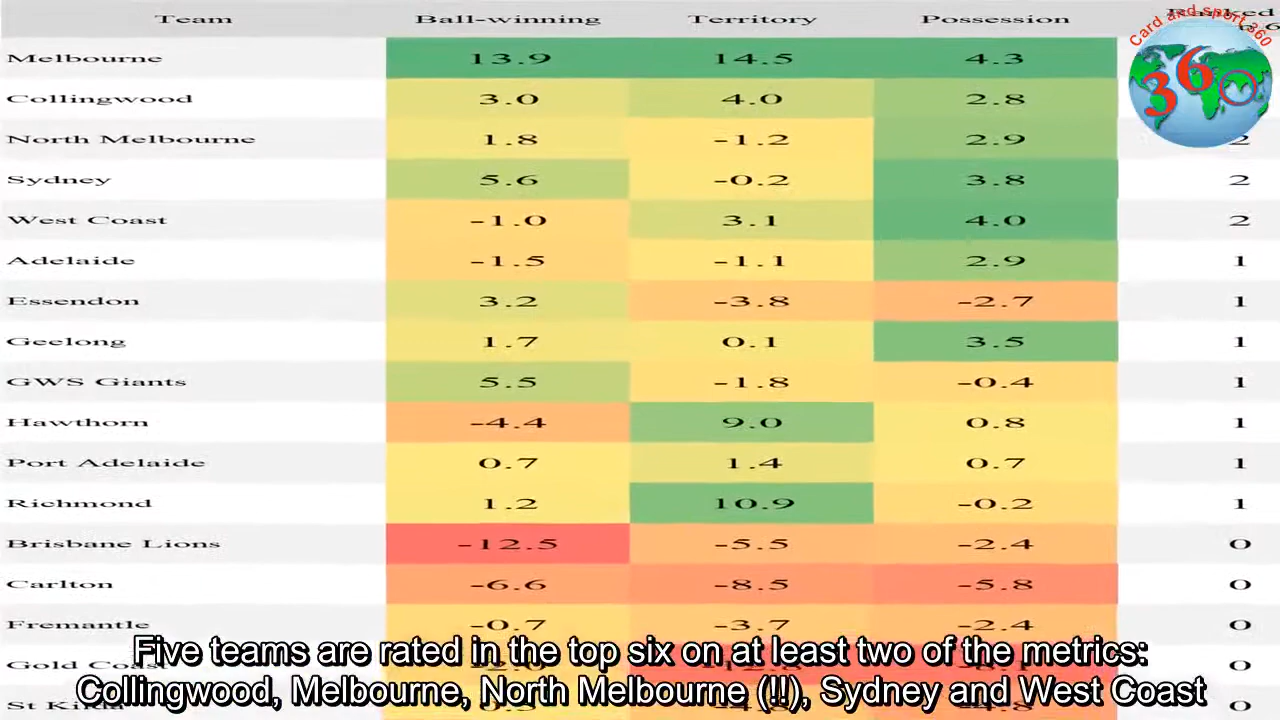 Team Ball-winning Territory Possession Ranked
Card and sport 360
360
Melbourne 13.9 14.5 4.3
Collingwood 3.0 4.0 2.8
North Melbourne 1.8 -1.2 2.9 2
Sydney 5.6 -0.2 3.8 2
West Coast -1.0 3.1 4.0 2
Adelaide -1.5 -1.1 2.9 1
Essendon 3.2 -3.8 -2.7 1
Geelong 1.7 0.1 3.5 1
GWS Giants 5.5 -1.8 -0.4 1
Hawthorn -4.4 9.0 0.8 1
Port Adelaide 0.7 1.4 0.7 1
Richmond 1.2 10.9 -0.2 1
Brisbane Lions -12.5 -5.5 -2.4 0
Carlton -6.6 -8.5 -5.8 0
Fremantle -0.7 -3.7 -2.4 0
Five teams are rated in the top six on at least two of the metrics:
Gold Coast 0
Collingwood, Melbourne, North Melbourne (!!), Sydney and West Coast
St Kilda 0